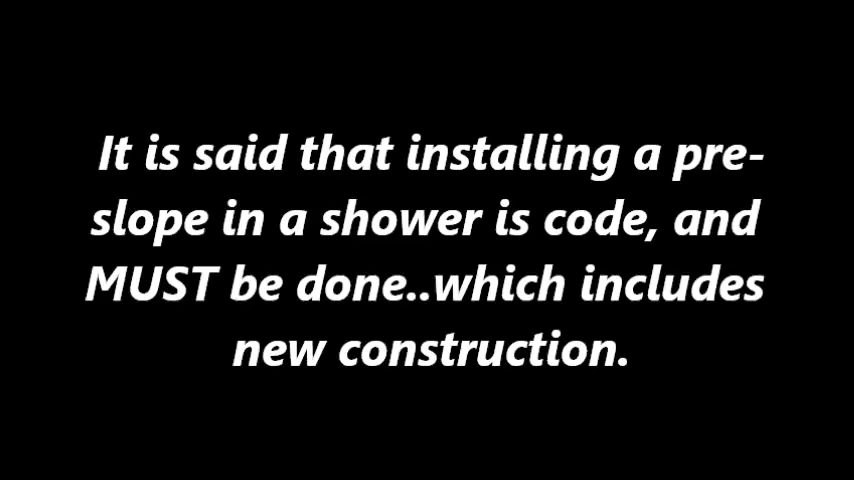 It is said that installing a pre-
slope in a shower is code, and
MUST be done..which includes
new construction.